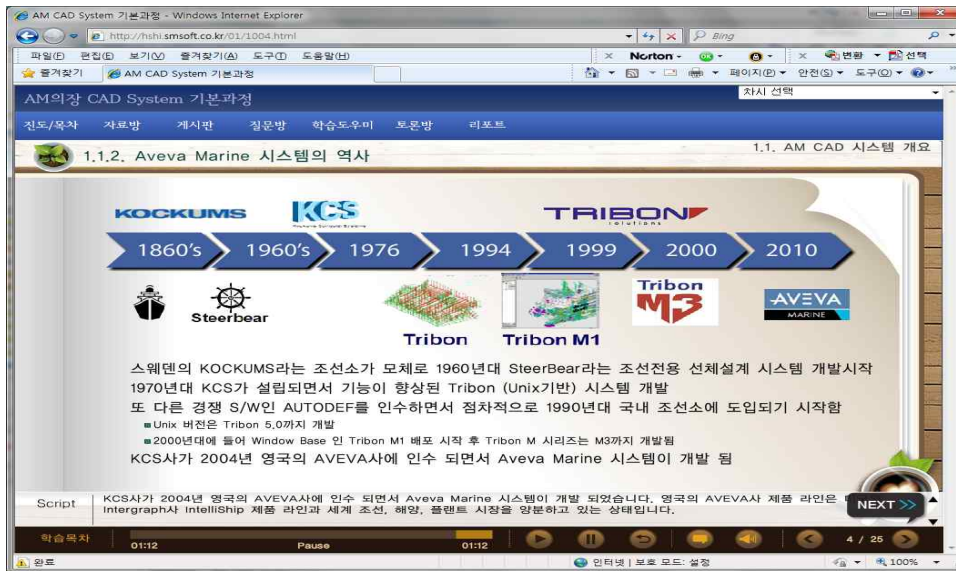 AM CAD System 기본과정 - Windows Internet Explorer
http://hshi.smsoft.co.kr/01/1004.html
Bing
파일(F) 편집(E) 보기(V) 즐겨찾기(A) 도구(T) 도움말(H)
Norton
변환
선택
즐겨찾기
AM CAD System 기본과정
페이지(P)
안전(S)
도구(O)
AM의장 CAD System 기본과정
차시 선택
진도/목차 자료방 게시판 질문방 학습도우미 토론방 리포트
1.1.2. Aveva Marine 시스템의 역사
1.1. AM CAD 시스템 개요
KOCKUMS
KCS
TRIBON
solutions
1860's 1960's 1976 1994 1999 2000 2010
Steerbear
Tribon
Tribon M1
Tribon
M3
AVEVA
MARINE
스웨덴의 KOCKUMS라는 조선소가 모체로 1960년대 SteerBear라는 조선전용 선체설계 시스템 개발시작
1970년대 KCS가 설립되면서 기능이 향상된 Tribon (Unix기반) 시스템 개발
또 다른 경쟁 S/W인 AUTODEF를 인수하면서 점차적으로 1990년대 국내 조선소에 도입되기 시작함
Unix 버전은 Tribon 5.0까지 개발
2000년대에 들어 Window Base 인 Tribon M1 배포 시작 후 Tribon M 시리즈는 M3까지 개발됨
KCS사가 2004년 영국의 AVEVA사에 인수 되면서 Aveva Marine 시스템이 개발 됨
Script
KCS사가 2004년 영국의 AVEVA사에 인수 되면서 Aveva Marine 시스템이 개발 되었습니다. 영국의 AVEVA사 제품 라인은
Intergraph사 IntelliShip 제품 라인과 세계 조선, 해양, 플랜트 시장을 양분하고 있는 상태입니다.
NEXT
학습목차
01:12
Pause
01:12
4 / 25
완료
인터넷 | 보호 모드: 설정
100%